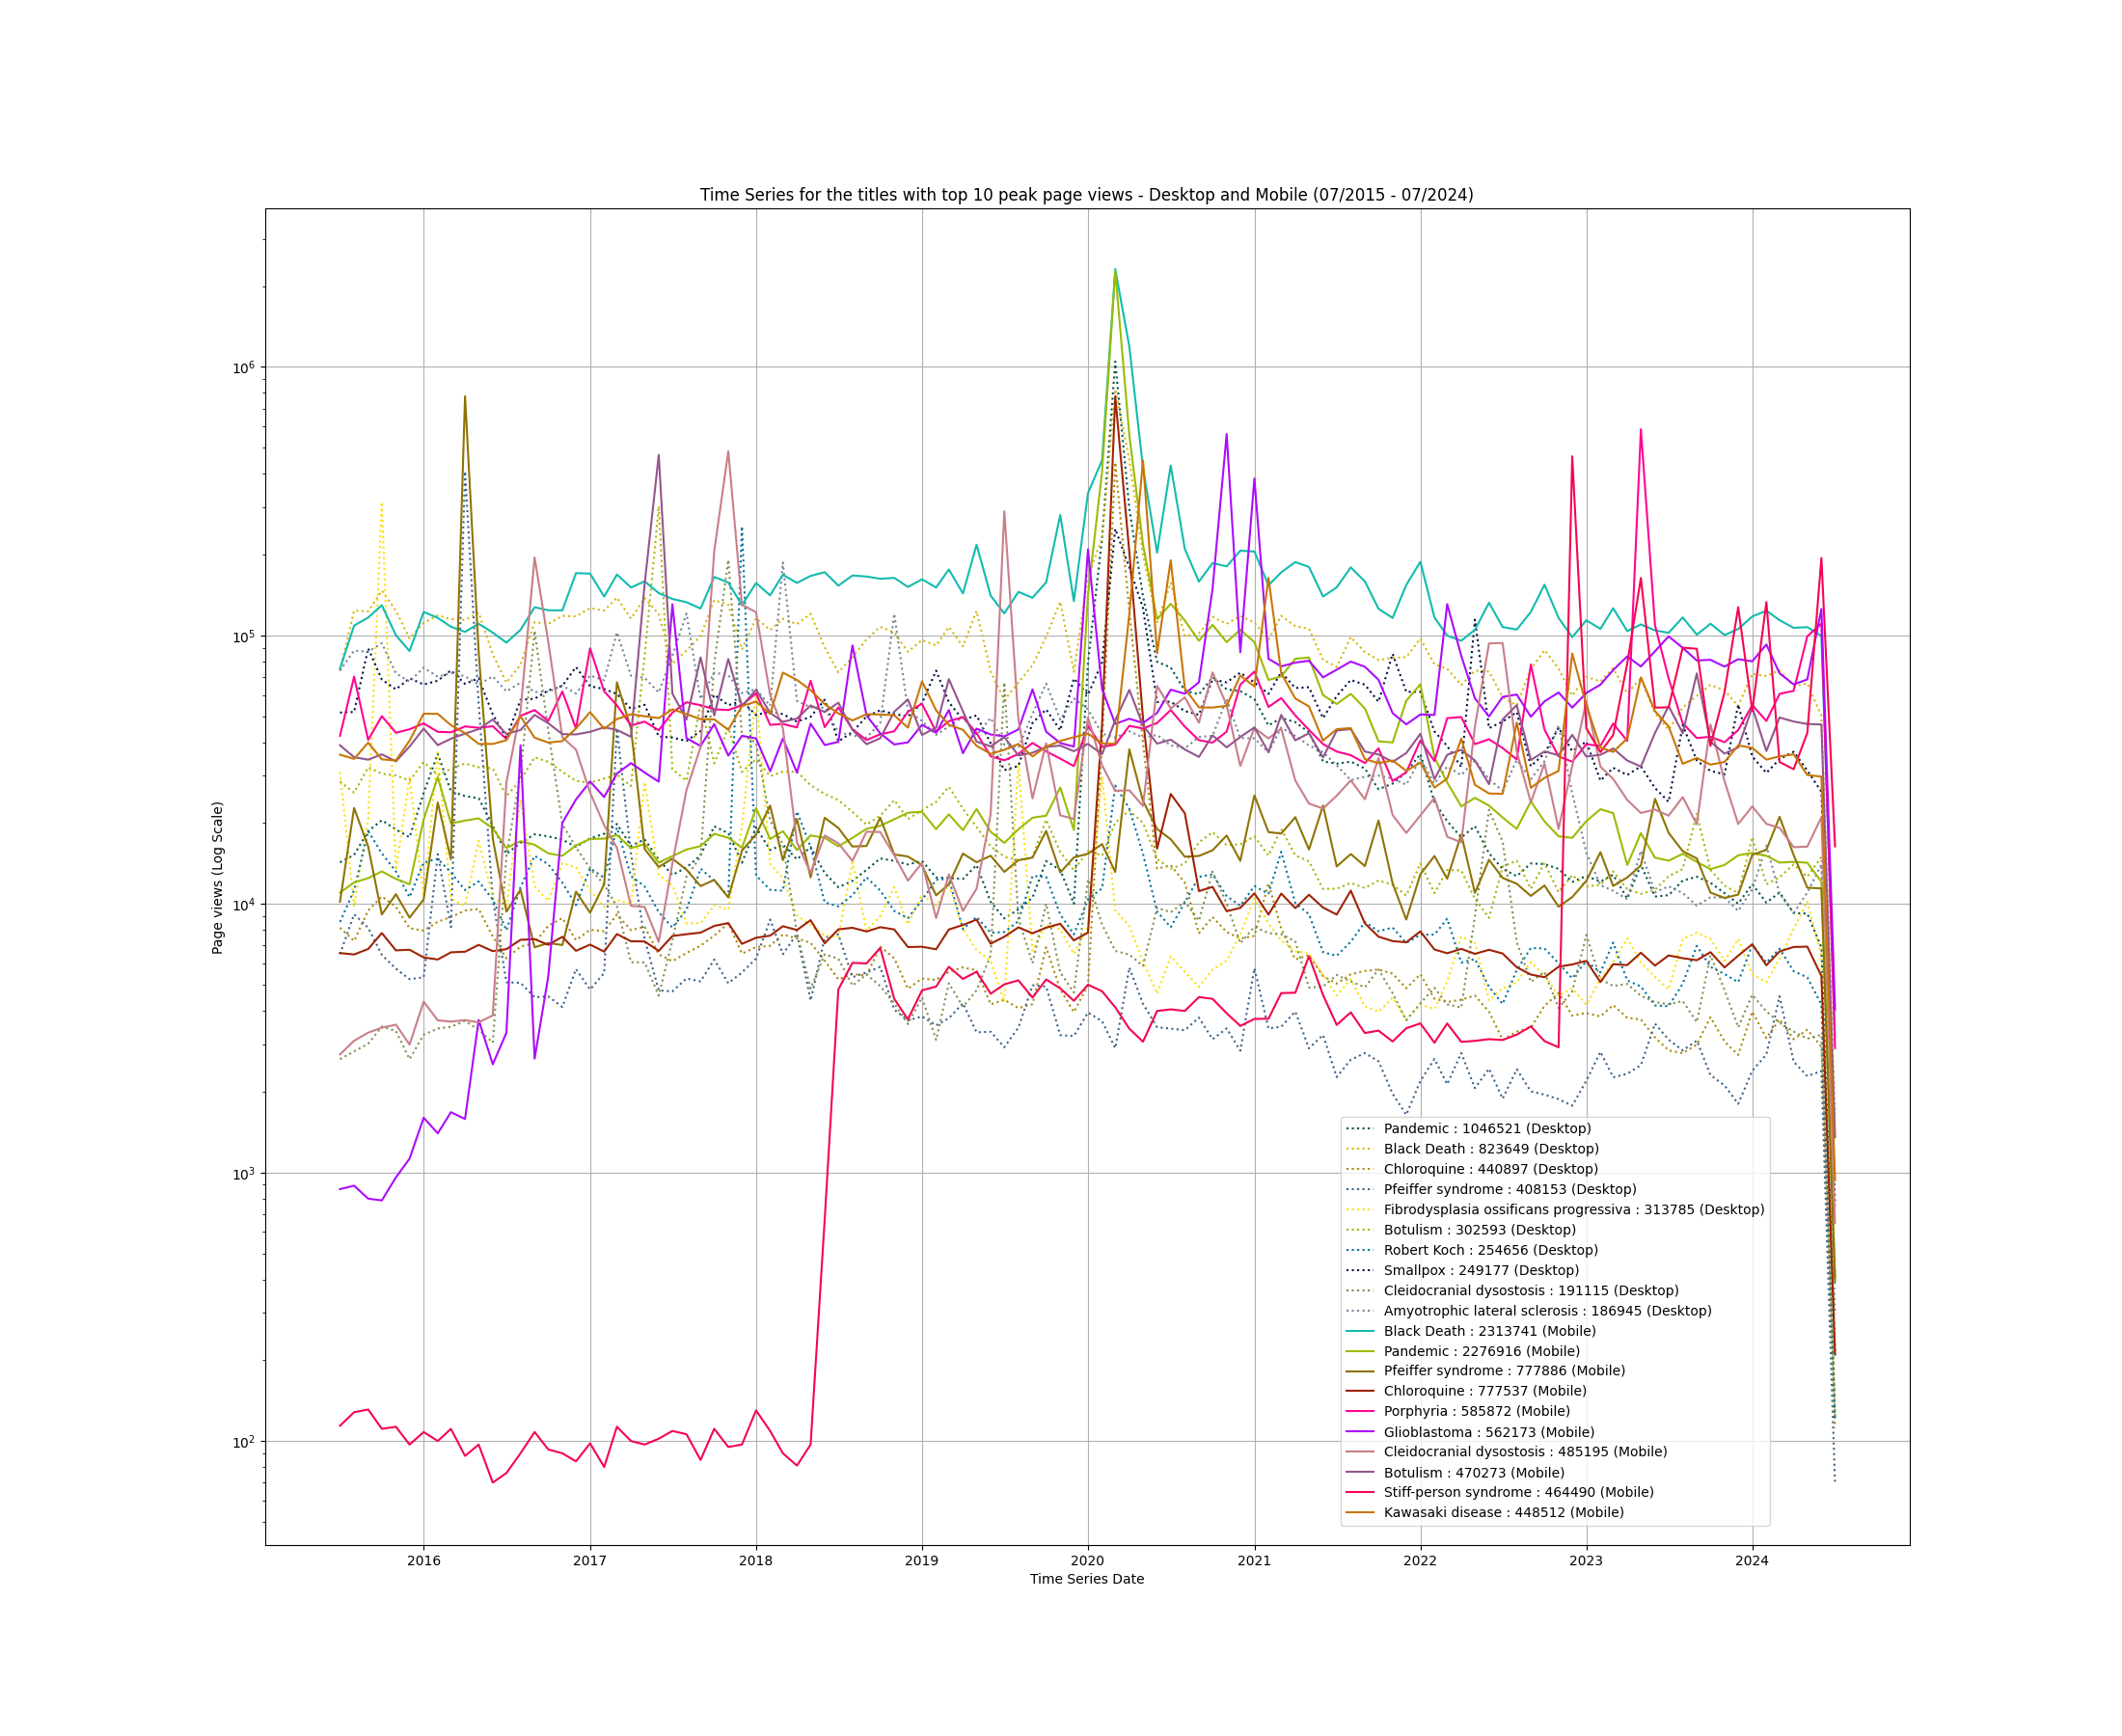 Time Series for the titles with top 10 peak page views - Desktop and Mobile (07/2015 - 07/2024)
Page views (Log Scale)
10^6
10^5
10^4
10^3
10^2
Pandemic : 1046521 (Desktop)
Black Death : 823649 (Desktop)
Chloroquine : 440897 (Desktop)
Pfeiffer syndrome : 408153 (Desktop)
Fibrodysplasia ossificans progressiva : 313785 (Desktop)
Botulism : 302593 (Desktop)
Robert Koch : 254656 (Desktop)
Smallpox : 249177 (Desktop)
Cleidocranial dysostosis : 191115 (Desktop)
Amyotrophic lateral sclerosis : 186945 (Desktop)
Black Death : 2313741 (Mobile)
Pandemic : 2276916 (Mobile)
Pfeiffer syndrome : 777886 (Mobile)
Chloroquine : 777537 (Mobile)
Porphyria : 585872 (Mobile)
Glioblastoma : 562173 (Mobile)
Cleidocranial dysostosis : 485195 (Mobile)
Botulism : 470273 (Mobile)
Stiff-person syndrome : 464490 (Mobile)
Kawasaki disease : 448512 (Mobile)
2016 2017 2018 2019 2020 2021 2022 2023 2024
Time Series Date